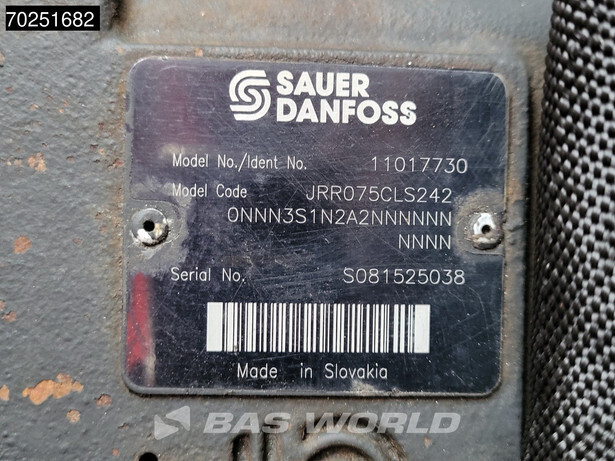 70251682
SAUER
DANFOSS
Model No./Ident No. 11017730
Model Code JRR075CLS242
0NNN3S1N2A2NNNNNN
NNNN
Serial No. S081525038
Made in Slovakia
BAS WORLD